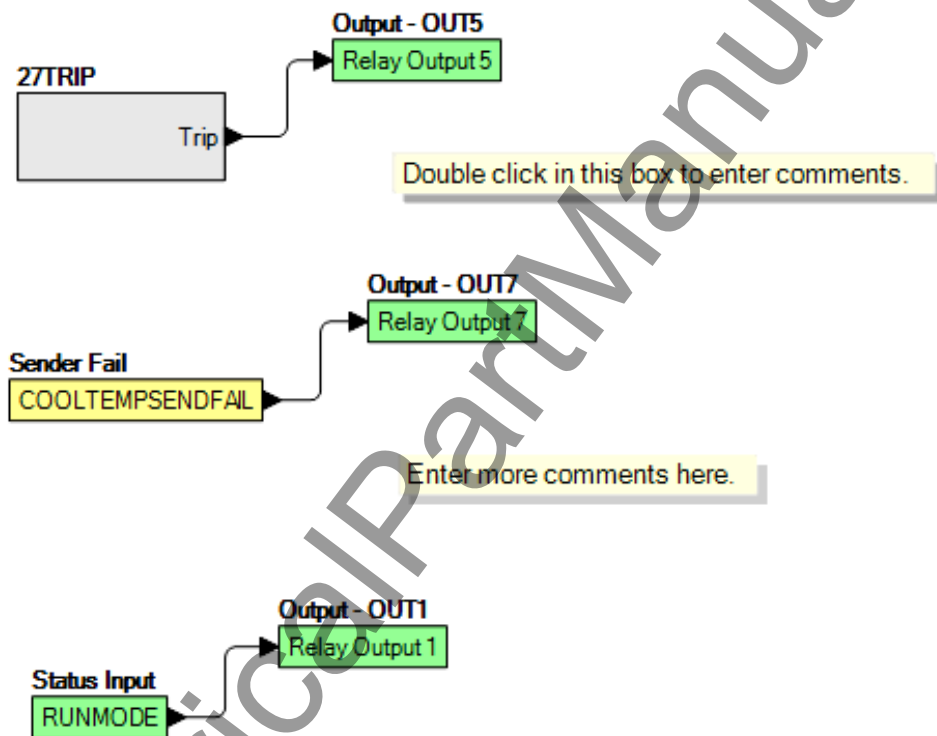 Output - OUT5
Relay Output 5
27TRIP
Trip
Double click in this box to enter comments.
Output - OUT7
Relay Output 7
Sender Fail
COOLTEMPSENDFAIL
Enter more comments here.
Output - OUT1
Relay Output 1
Status Input
RUNMODE
icalPartManua